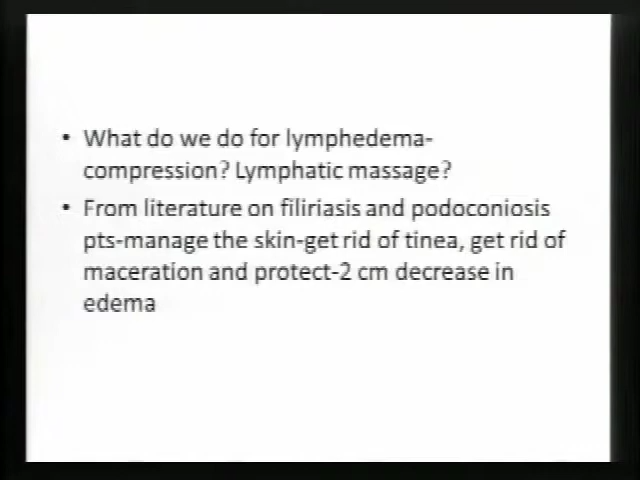 • What do we do for lymphedema-
compression? Lymphatic massage?
• From literature on filiriasis and podoconiosis
pts-manage the skin-get rid of tinea, get rid of
maceration and protect-2 cm decrease in
edema